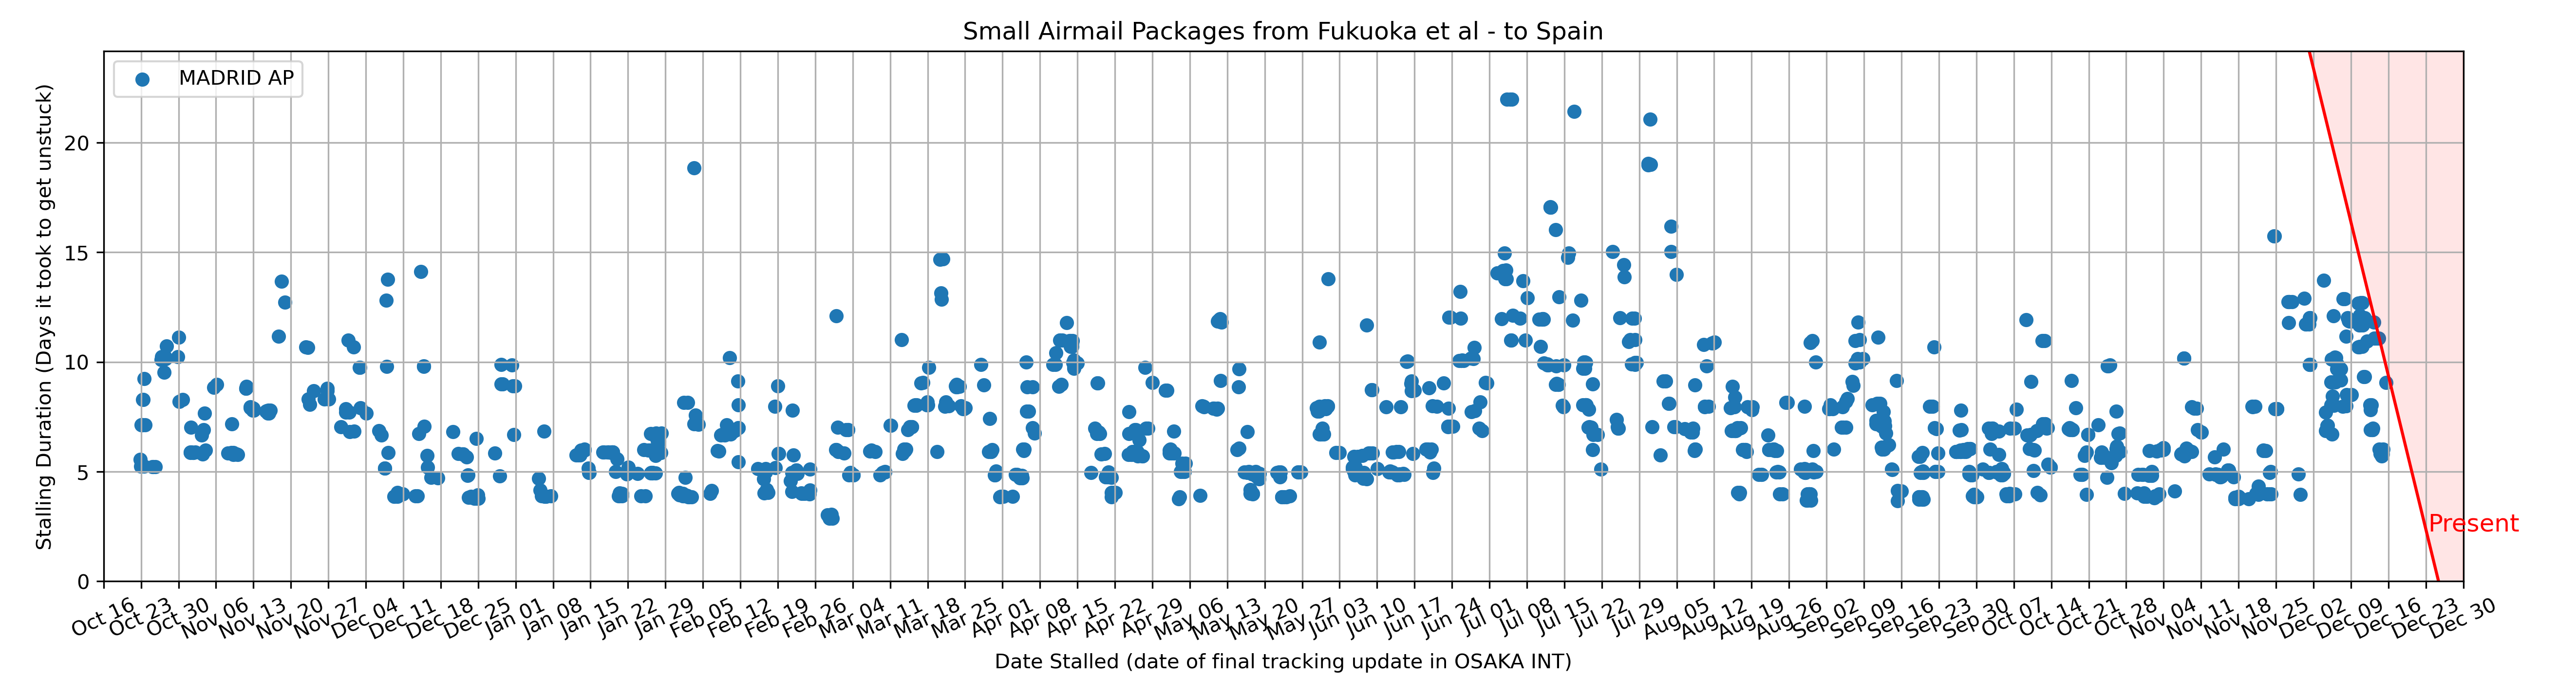 Small Airmail Packages from Fukuoka et al - to Spain
MADRID AP
Stalling Duration (Days it took to get unstuck)
20
15
10
5
0
Present
Oct 16
Oct 23
Oct 30
Nov 06
Nov 13
Nov 20
Nov 27
Dec 04
Dec 11
Dec 18
Dec 25
Jan 01
Jan 08
Jan 15
Jan 22
Jan 29
Feb 05
Feb 12
Feb 19
Feb 26
Mar 04
Mar 11
Mar 18
Mar 25
Apr 01
Apr 08
Apr 15
Apr 22
Apr 29
May 06
May 13
May 20
May 27
Jun 03
Jun 10
Jun 17
Jun 24
Jul 01
Jul 08
Jul 15
Jul 22
Jul 29
Aug 05
Aug 12
Aug 19
Aug 26
Sep 02
Sep 09
Sep 16
Sep 23
Sep 30
Oct 07
Oct 14
Oct 21
Oct 28
Nov 04
Nov 11
Nov 18
Nov 25
Dec 02
Dec 09
Dec 16
Dec 23
Dec 30
Date Stalled (date of final tracking update in OSAKA INT)